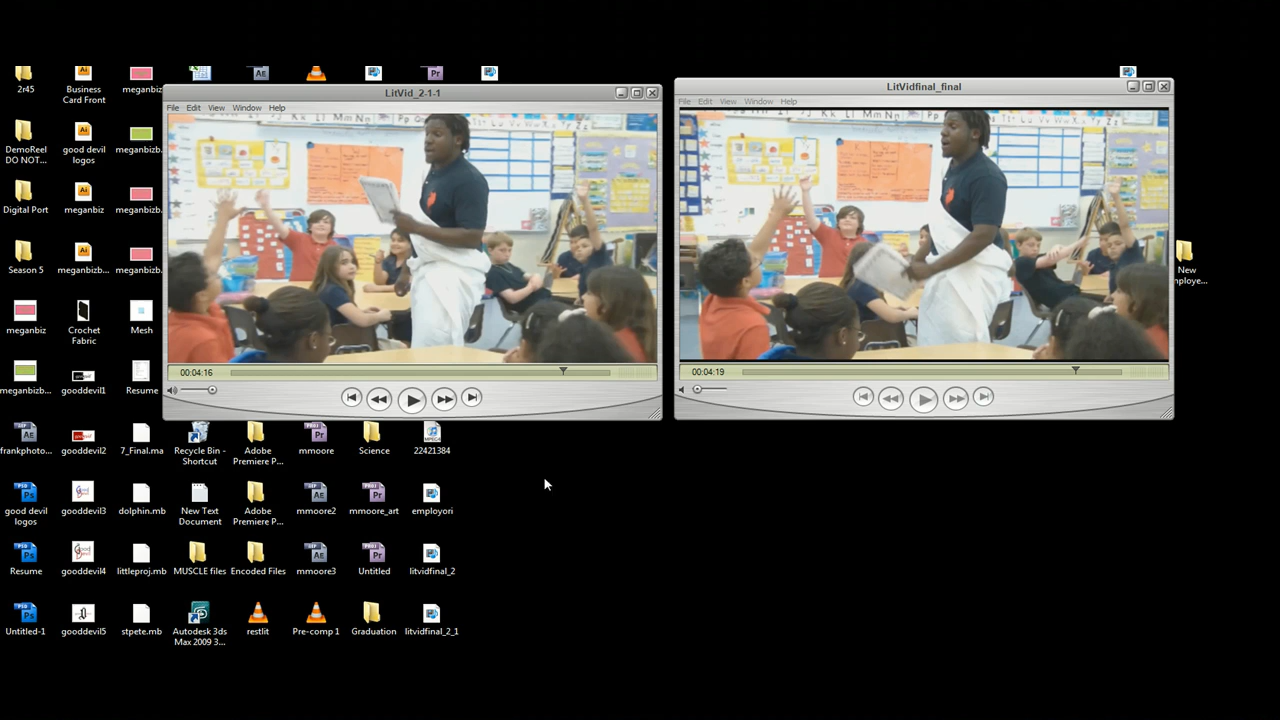 2r45
Business
Card Front
meganbiz
LitVid_2-1-1
File Edit View Window Help
LitVidfinal_final
File Edit View Window Help
DemoReel
DO NOT...
good devil
logos
meganbizb...
Digital Port
meganbiz
meganbizb...
Season 5
meganbizb...
meganbizb...
New
meganbiz
Crochet
Fabric
Mesh
meganbizb...
gooddevil1
Resume
00:04:16
00:04:19
frankphoto...
gooddevil2
7_Final.ma
Recycle Bin -
Shortcut
Adobe
Premiere P...
mmoore
Science
22421384
good devil
logos
gooddevil3
dolphin.mb
New Text
Document
Adobe
Premiere P...
mmoore2
mmoore_art
employori
Resume
gooddevil4
littleproj.mb
MUSCLE files
Encoded Files
mmoore3
Untitled
litvidfinal_2
Untitled-1
gooddevil5
stpete.mb
Autodesk 3ds
Max 2009 3...
restlit
Pre-comp 1
Graduation
litvidfinal_2_1